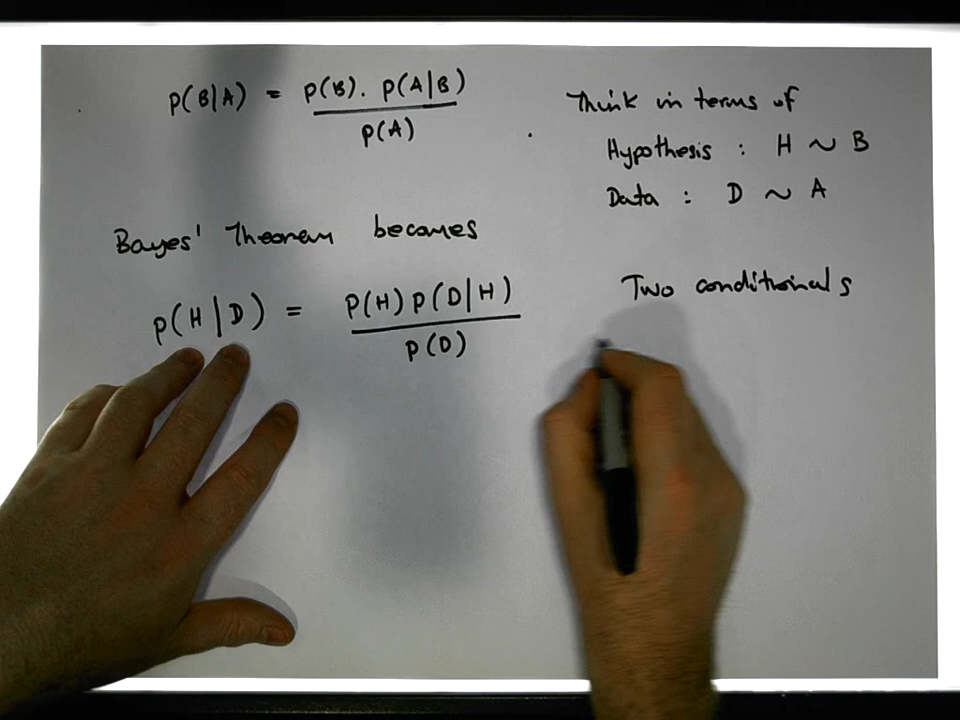 p(B|A) = p(B). p(A|B)
p(A)
Think in terms of
Hypothesis : H ~ B
Data : D ~ A
Bayes' Theorem becomes
p(H|D) = p(H) p(D|H)
p(D)
Two conditionals